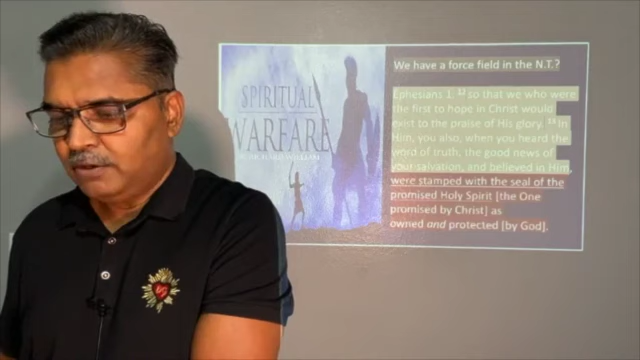 SPIRITUAL
WARFARE
We have a force field in the N.T.?
Ephesians 1, ¹² so that we who were
the first to hope in Christ would
exist to the praise of His glory. ¹³ In
Him, you also, when you heard the
word of truth, the good news of
your salvation, and believed in Him,
were stamped with the seal of the
promised Holy Spirit [the One
promised by Christ] as
owned and protected [by God].